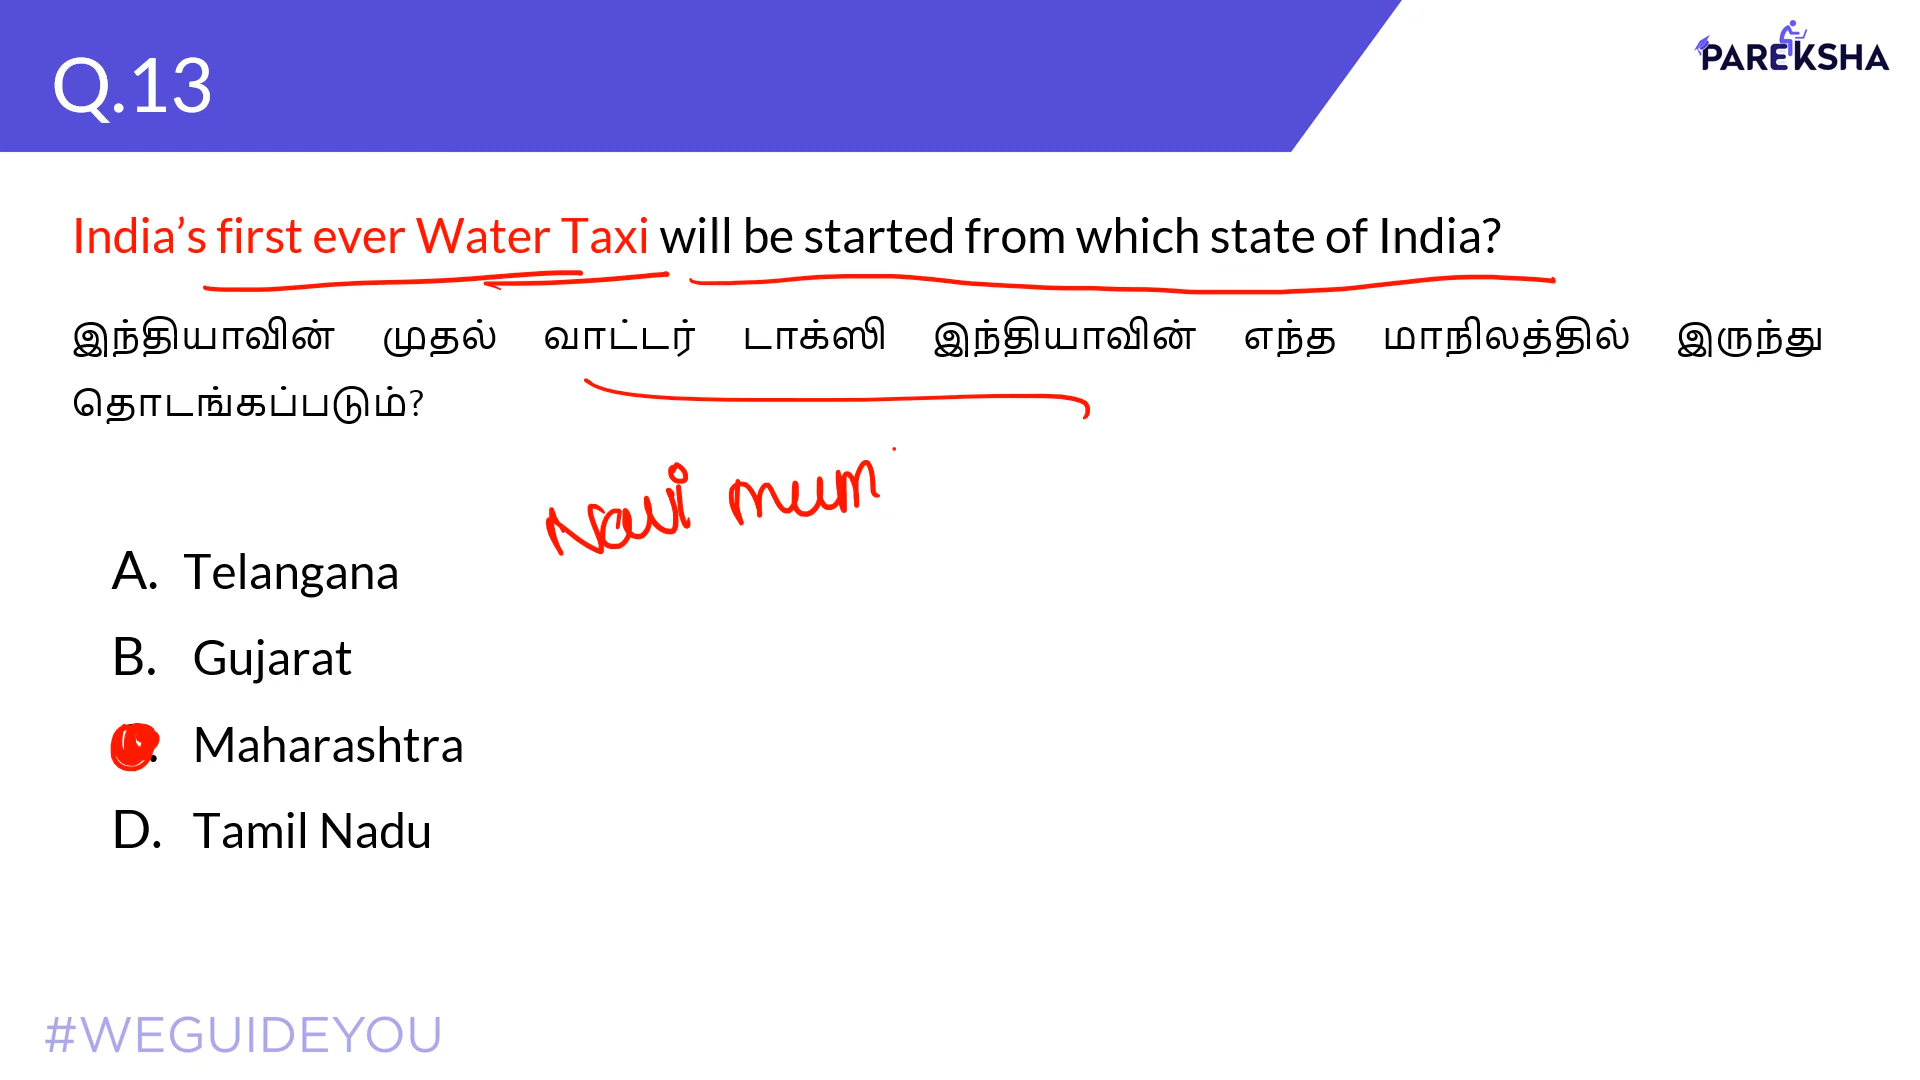 Q.13
PAREKSHA
India's first ever Water Taxi will be started from which state of India?
இந்தியாவின் முதல் வாட்டர் டாக்ஸி இந்தியாவின் எந்த மாநிலத்தில் இருந்து
தொடங்கப்படும்?
Navi mum
A. Telangana
B. Gujarat
Maharashtra
D. Tamil Nadu
#WEGUIDEYOU